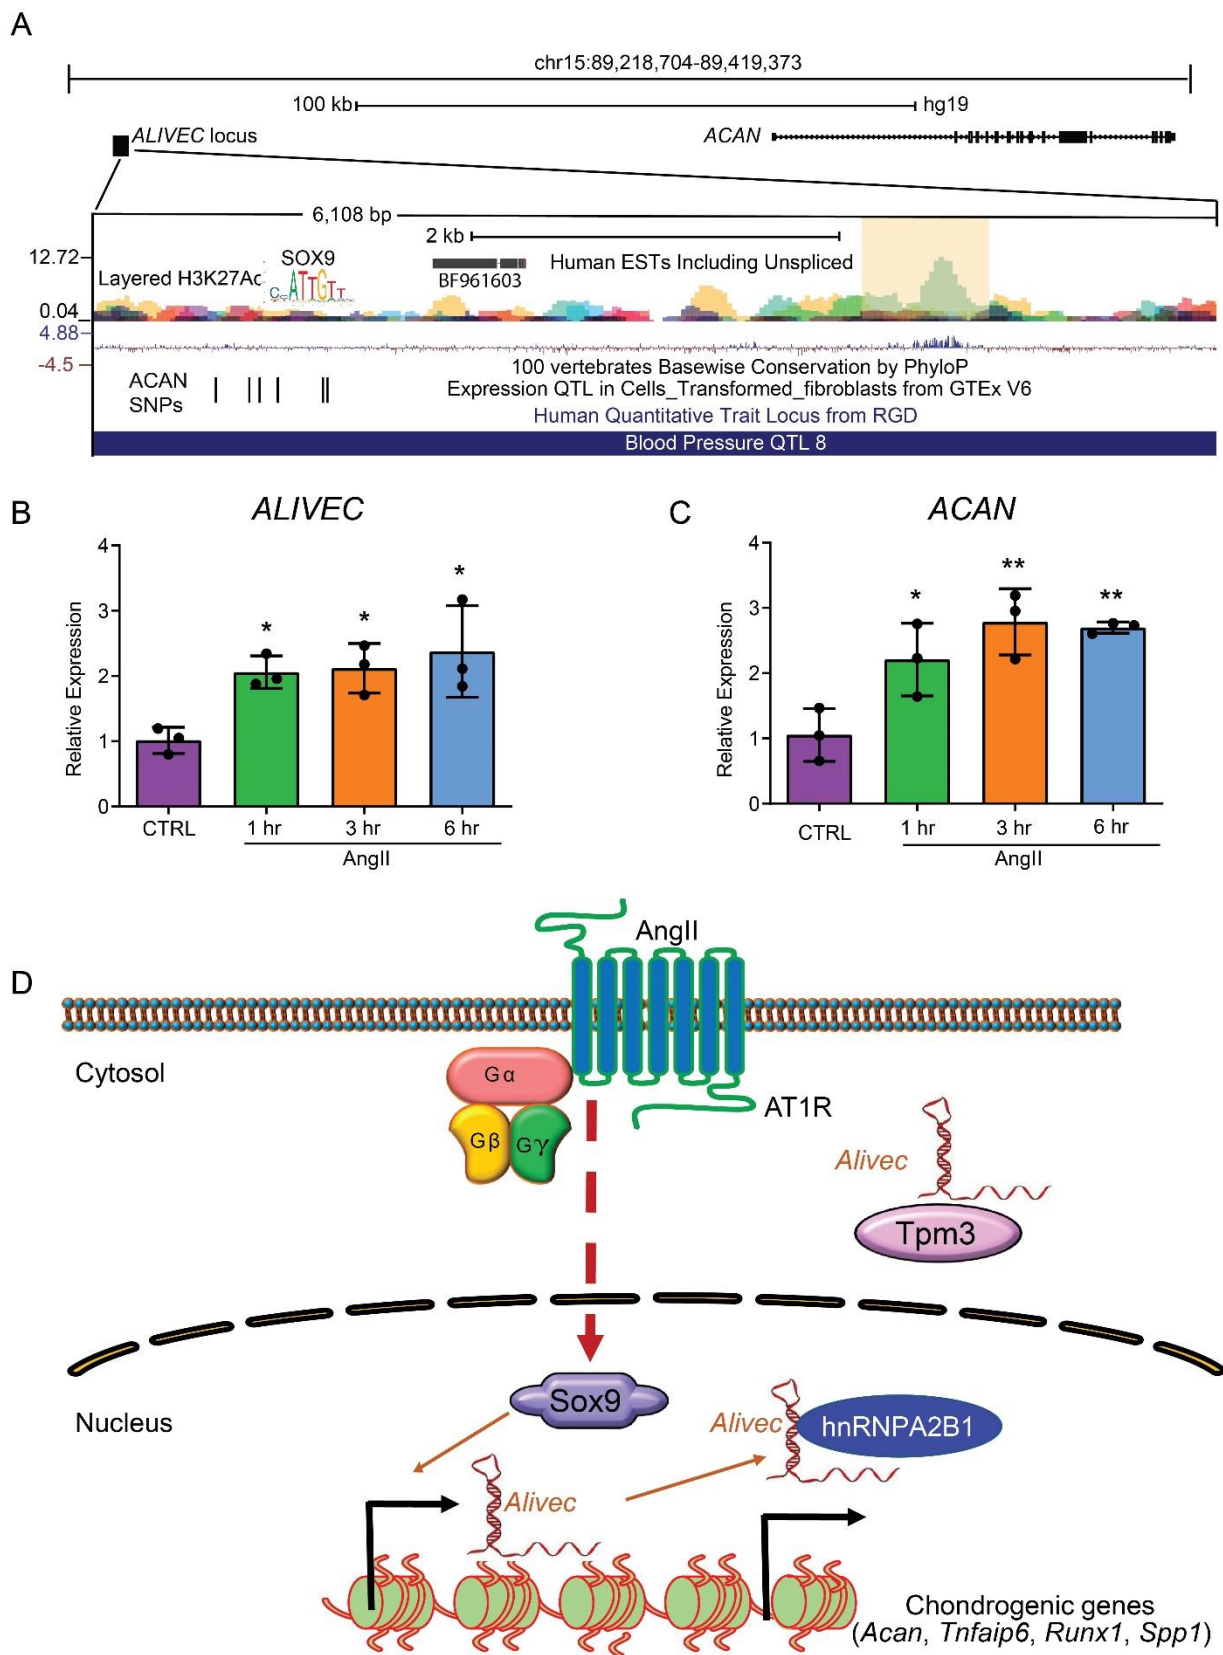 A
chr15:89,218,704-89,419,373
100 kb
hg19
ALIVEC locus
ACAN
6,108 bp
2 kb
12.72
SOX9
Layered H3K27Ac
CATTGTT
BF961603
Human ESTs Including Unspliced
0.04
4.88
-4.5
100 vertebrates Basewise Conservation by PhyloP
ACAN
SNPs
Expression QTL in Cells_Transformed_fibroblasts from GTEx V6
Human Quantitative Trait Locus from RGD
Blood Pressure QTL 8
B
ALIVEC
Relative Expression
4
3
2
1
0
*
*
*
CTRL
1 hr
3 hr
6 hr
AngII
C
ACAN
Relative Expression
4
3
2
1
0
*
**
**
CTRL
1 hr
3 hr
6 hr
AngII
D
AngII
Cytosol
Gα
Gβ
Gγ
AT1R
Alivec
Tpm3
Nucleus
Sox9
Alivec
hnRNPA2B1
Alivec
Chondrogenic genes
(Acan, Tnfaip6, Runx1, Spp1)